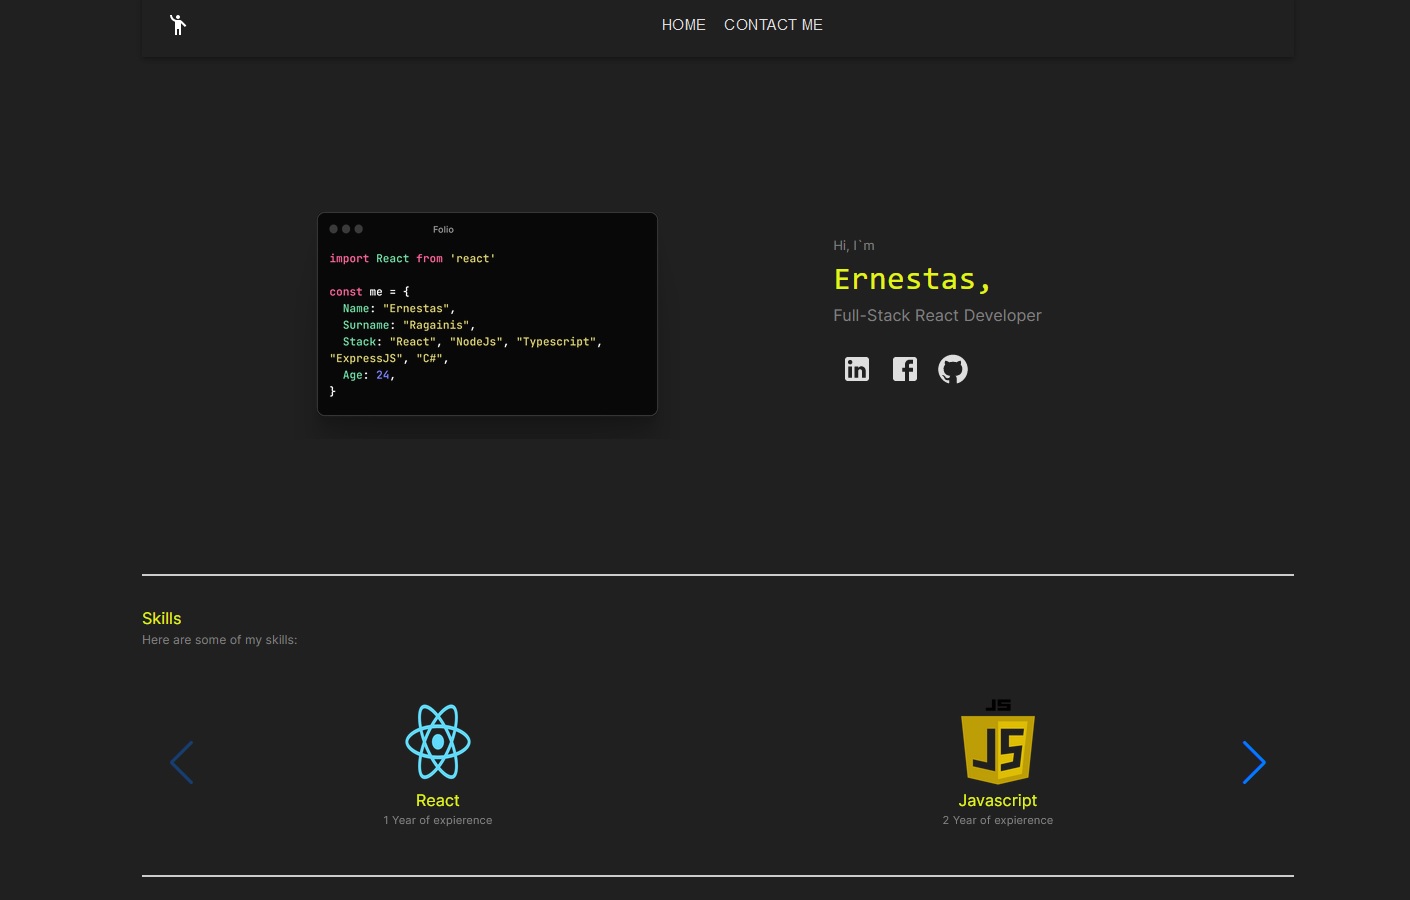 HOME CONTACT ME
Folio
import React from 'react'
const me = {
Name: "Ernestas",
Surname: "Ragainis",
Stack: "React", "NodeJs", "Typescript",
"ExpressJS", "C#",
Age: 24,
}
Hi, I`m
Ernestas,
Full-Stack React Developer
in f
Skills
Here are some of my skills:
React
1 Year of expierence
JS
JS
Javascript
2 Year of expierence